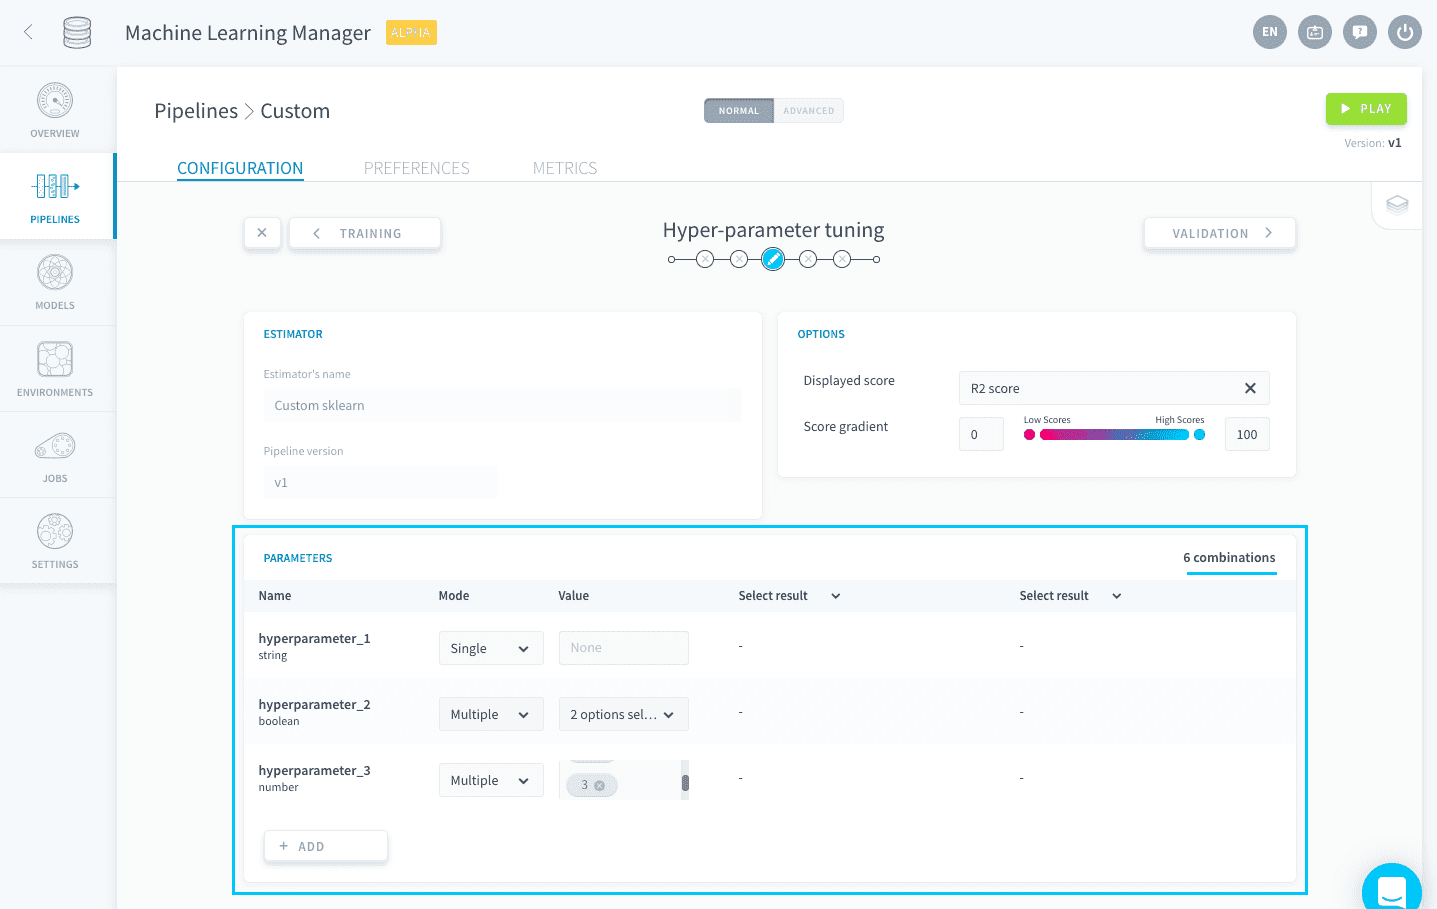 Machine Learning Manager ALPHA
EN
OVERVIEW
PIPELINES
MODELS
ENVIRONMENTS
JOBS
SETTINGS
Pipelines > Custom
NORMAL ADVANCED
PLAY
Version: v1
CONFIGURATION PREFERENCES METRICS
TRAINING
Hyper-parameter tuning
VALIDATION
ESTIMATOR
Estimator's name
Custom sklearn
Pipeline version
v1
OPTIONS
Displayed score
R2 score
Score gradient
0
Low Scores High Scores
100
PARAMETERS
6 combinations
Name Mode Value Select result Select result
hyperparameter_1
string
Single None - -
hyperparameter_2
boolean
Multiple 2 options sel... - -
hyperparameter_3
number
Multiple 3 - -
+ ADD